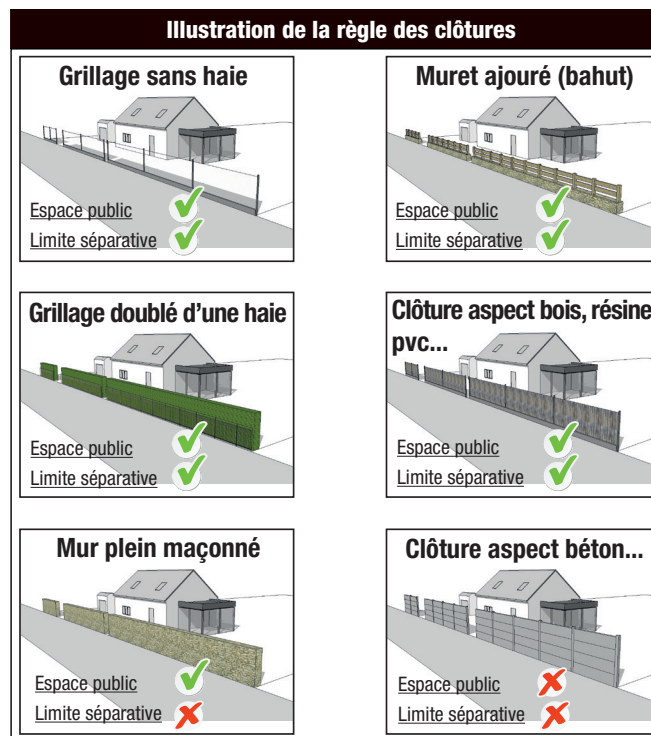 Illustration de la règle des clôtures
Grillage sans haie
Espace public
Limite séparative
Muret ajouré (bahut)
Espace public
Limite séparative
Grillage doublé d'une haie
Espace public
Limite séparative
Clôture aspect bois, résine
pvc...
Espace public
Limite séparative
Mur plein maçonné
Espace public
Limite séparative
Clôture aspect béton...
Espace public
Limite séparative